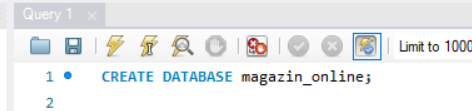 Query 1
Limit to 1000
1 CREATE DATABASE magazin_online;
2